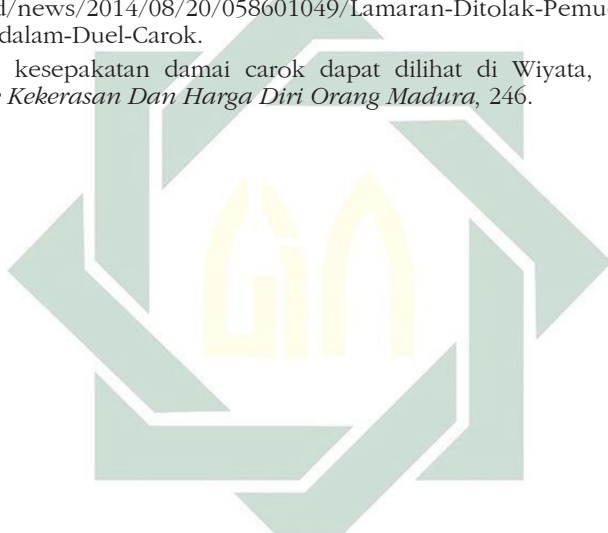 d/news/2014/08/20/058601049/Lamaran-Ditolak-Pemu
dalam-Duel-Carok.
kesepakatan damai carok dapat dilihat di Wiyata,
Kekerasan Dan Harga Diri Orang Madura, 246.